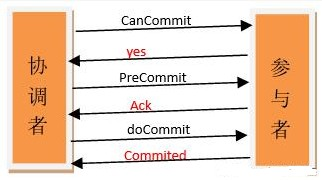 协调者
CanCommit
yes
PreCommit
Ack
doCommit
Commited
参与者